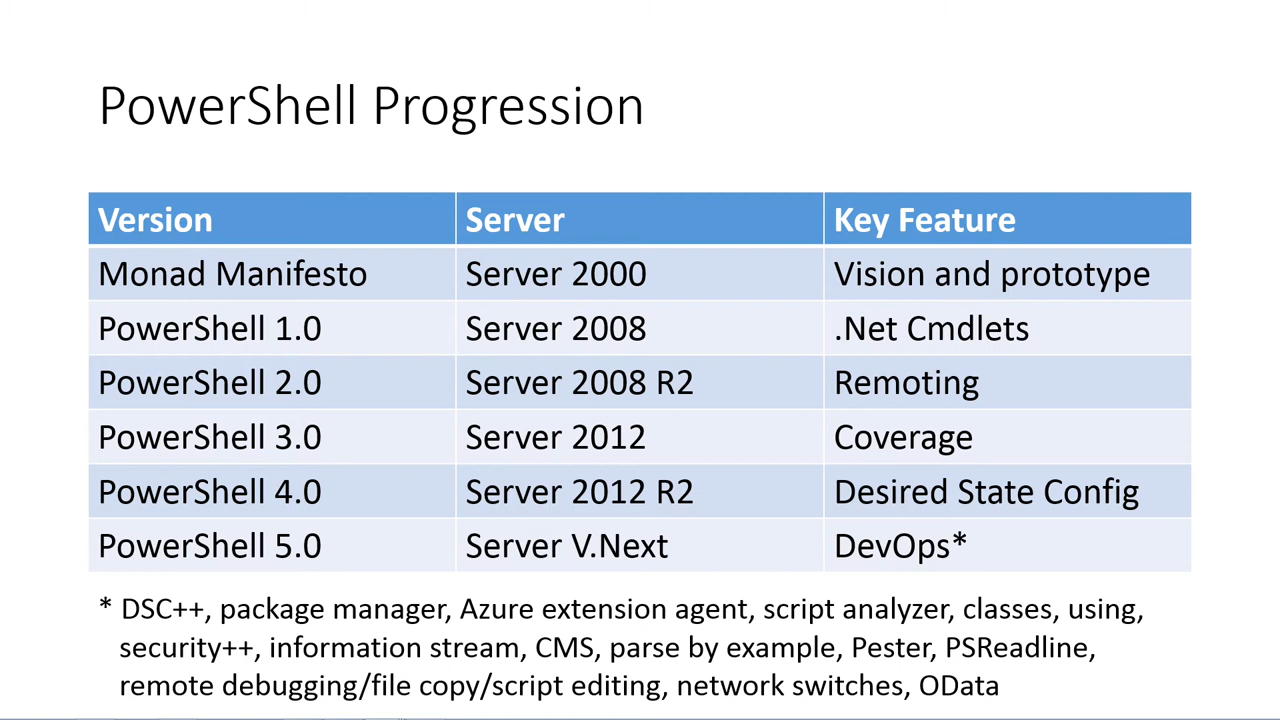 PowerShell Progression
Version Server Key Feature
Monad Manifesto Server 2000 Vision and prototype
PowerShell 1.0 Server 2008 .Net Cmdlets
PowerShell 2.0 Server 2008 R2 Remoting
PowerShell 3.0 Server 2012 Coverage
PowerShell 4.0 Server 2012 R2 Desired State Config
PowerShell 5.0 Server V.Next DevOps*
* DSC++, package manager, Azure extension agent, script analyzer, classes, using,
security++, information stream, CMS, parse by example, Pester, PSReadline,
remote debugging/file copy/script editing, network switches, OData